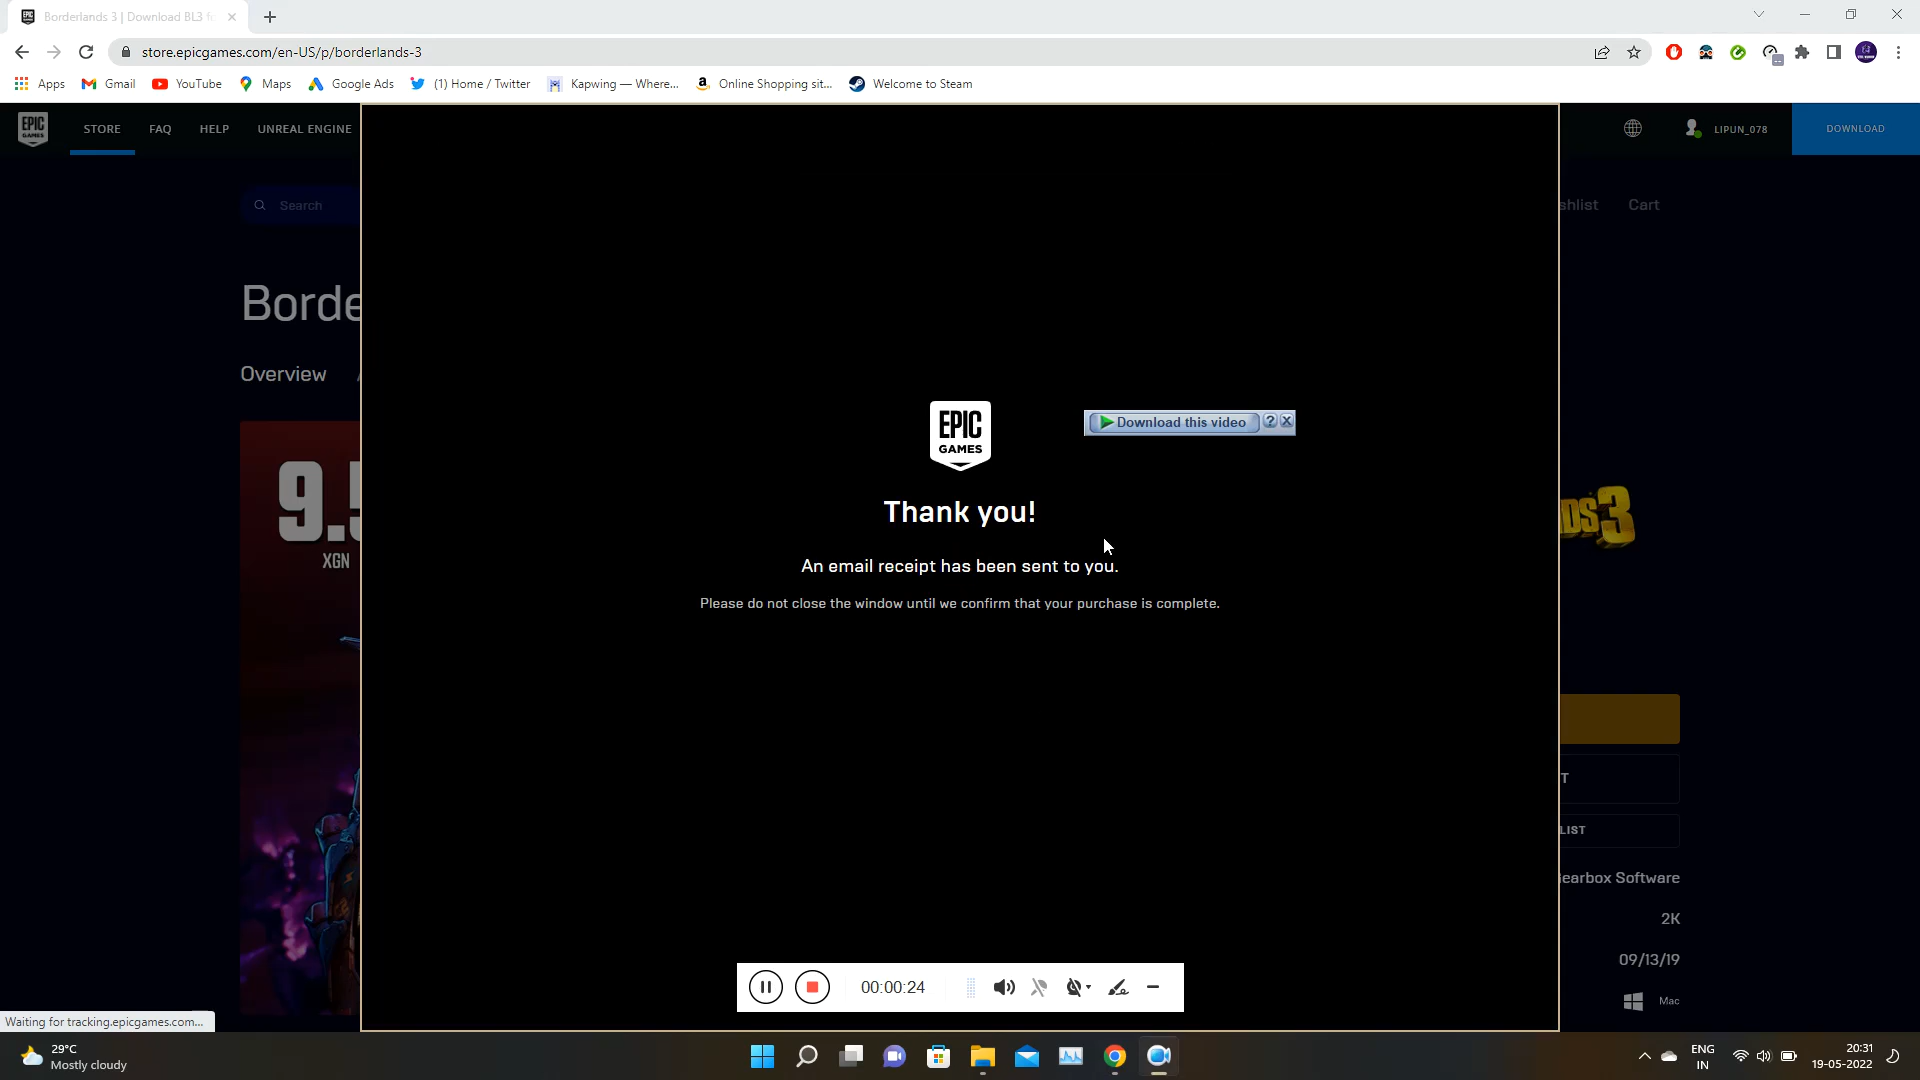 Borderlands 3 | Download BL3 fo
store.epicgames.com/en-US/p/borderlands-3
Apps Gmail YouTube Maps Google Ads (1) Home / Twitter Kapwing — Where... Online Shopping sit... Welcome to Steam
EPIC GAMES
STORE FAQ HELP UNREAL ENGINE LIPUN_078 DOWNLOAD
Search shlist Cart
Borde
Overview
9.5
XGN
DS 3
EPIC
GAMES
Download this video ? X
Thank you!
An email receipt has been sent to you.
Please do not close the window until we confirm that your purchase is complete.
T
LIST
earbox Software
2K
09/13/19
Mac
00:00:24
Waiting for tracking.epicgames.com...
29°C
Mostly cloudy
ENG
IN
20:31
19-05-2022